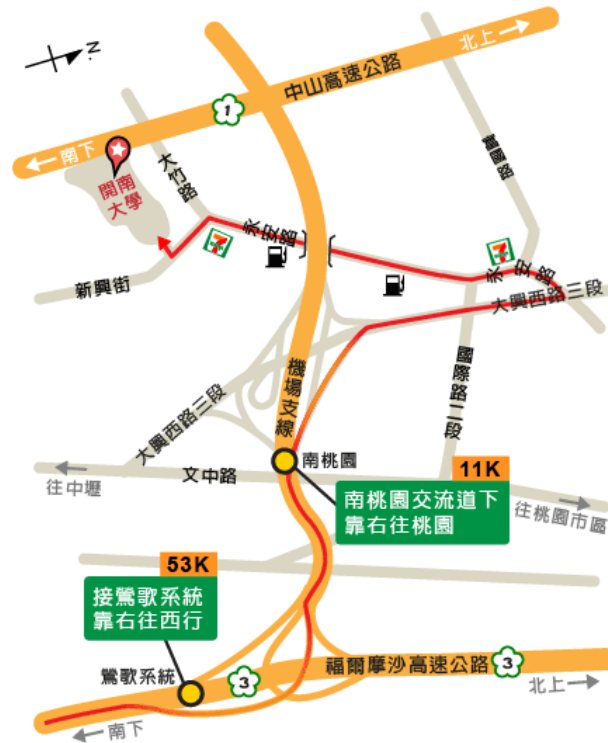 N
北上
中山高速公路
1
南下
開南
大學
大竹路
富國路
永安路
7
7
永安路
新興街
大興西路三段
國際路二段
機場支線
大興西路三段
南桃園
文中路
往中壢
11K
南桃園交流道下
靠右往桃園
往桃園市區
53K
接鶯歌系統
靠右往西行
鶯歌系統
3
福爾摩沙高速公路
3
北上
南下